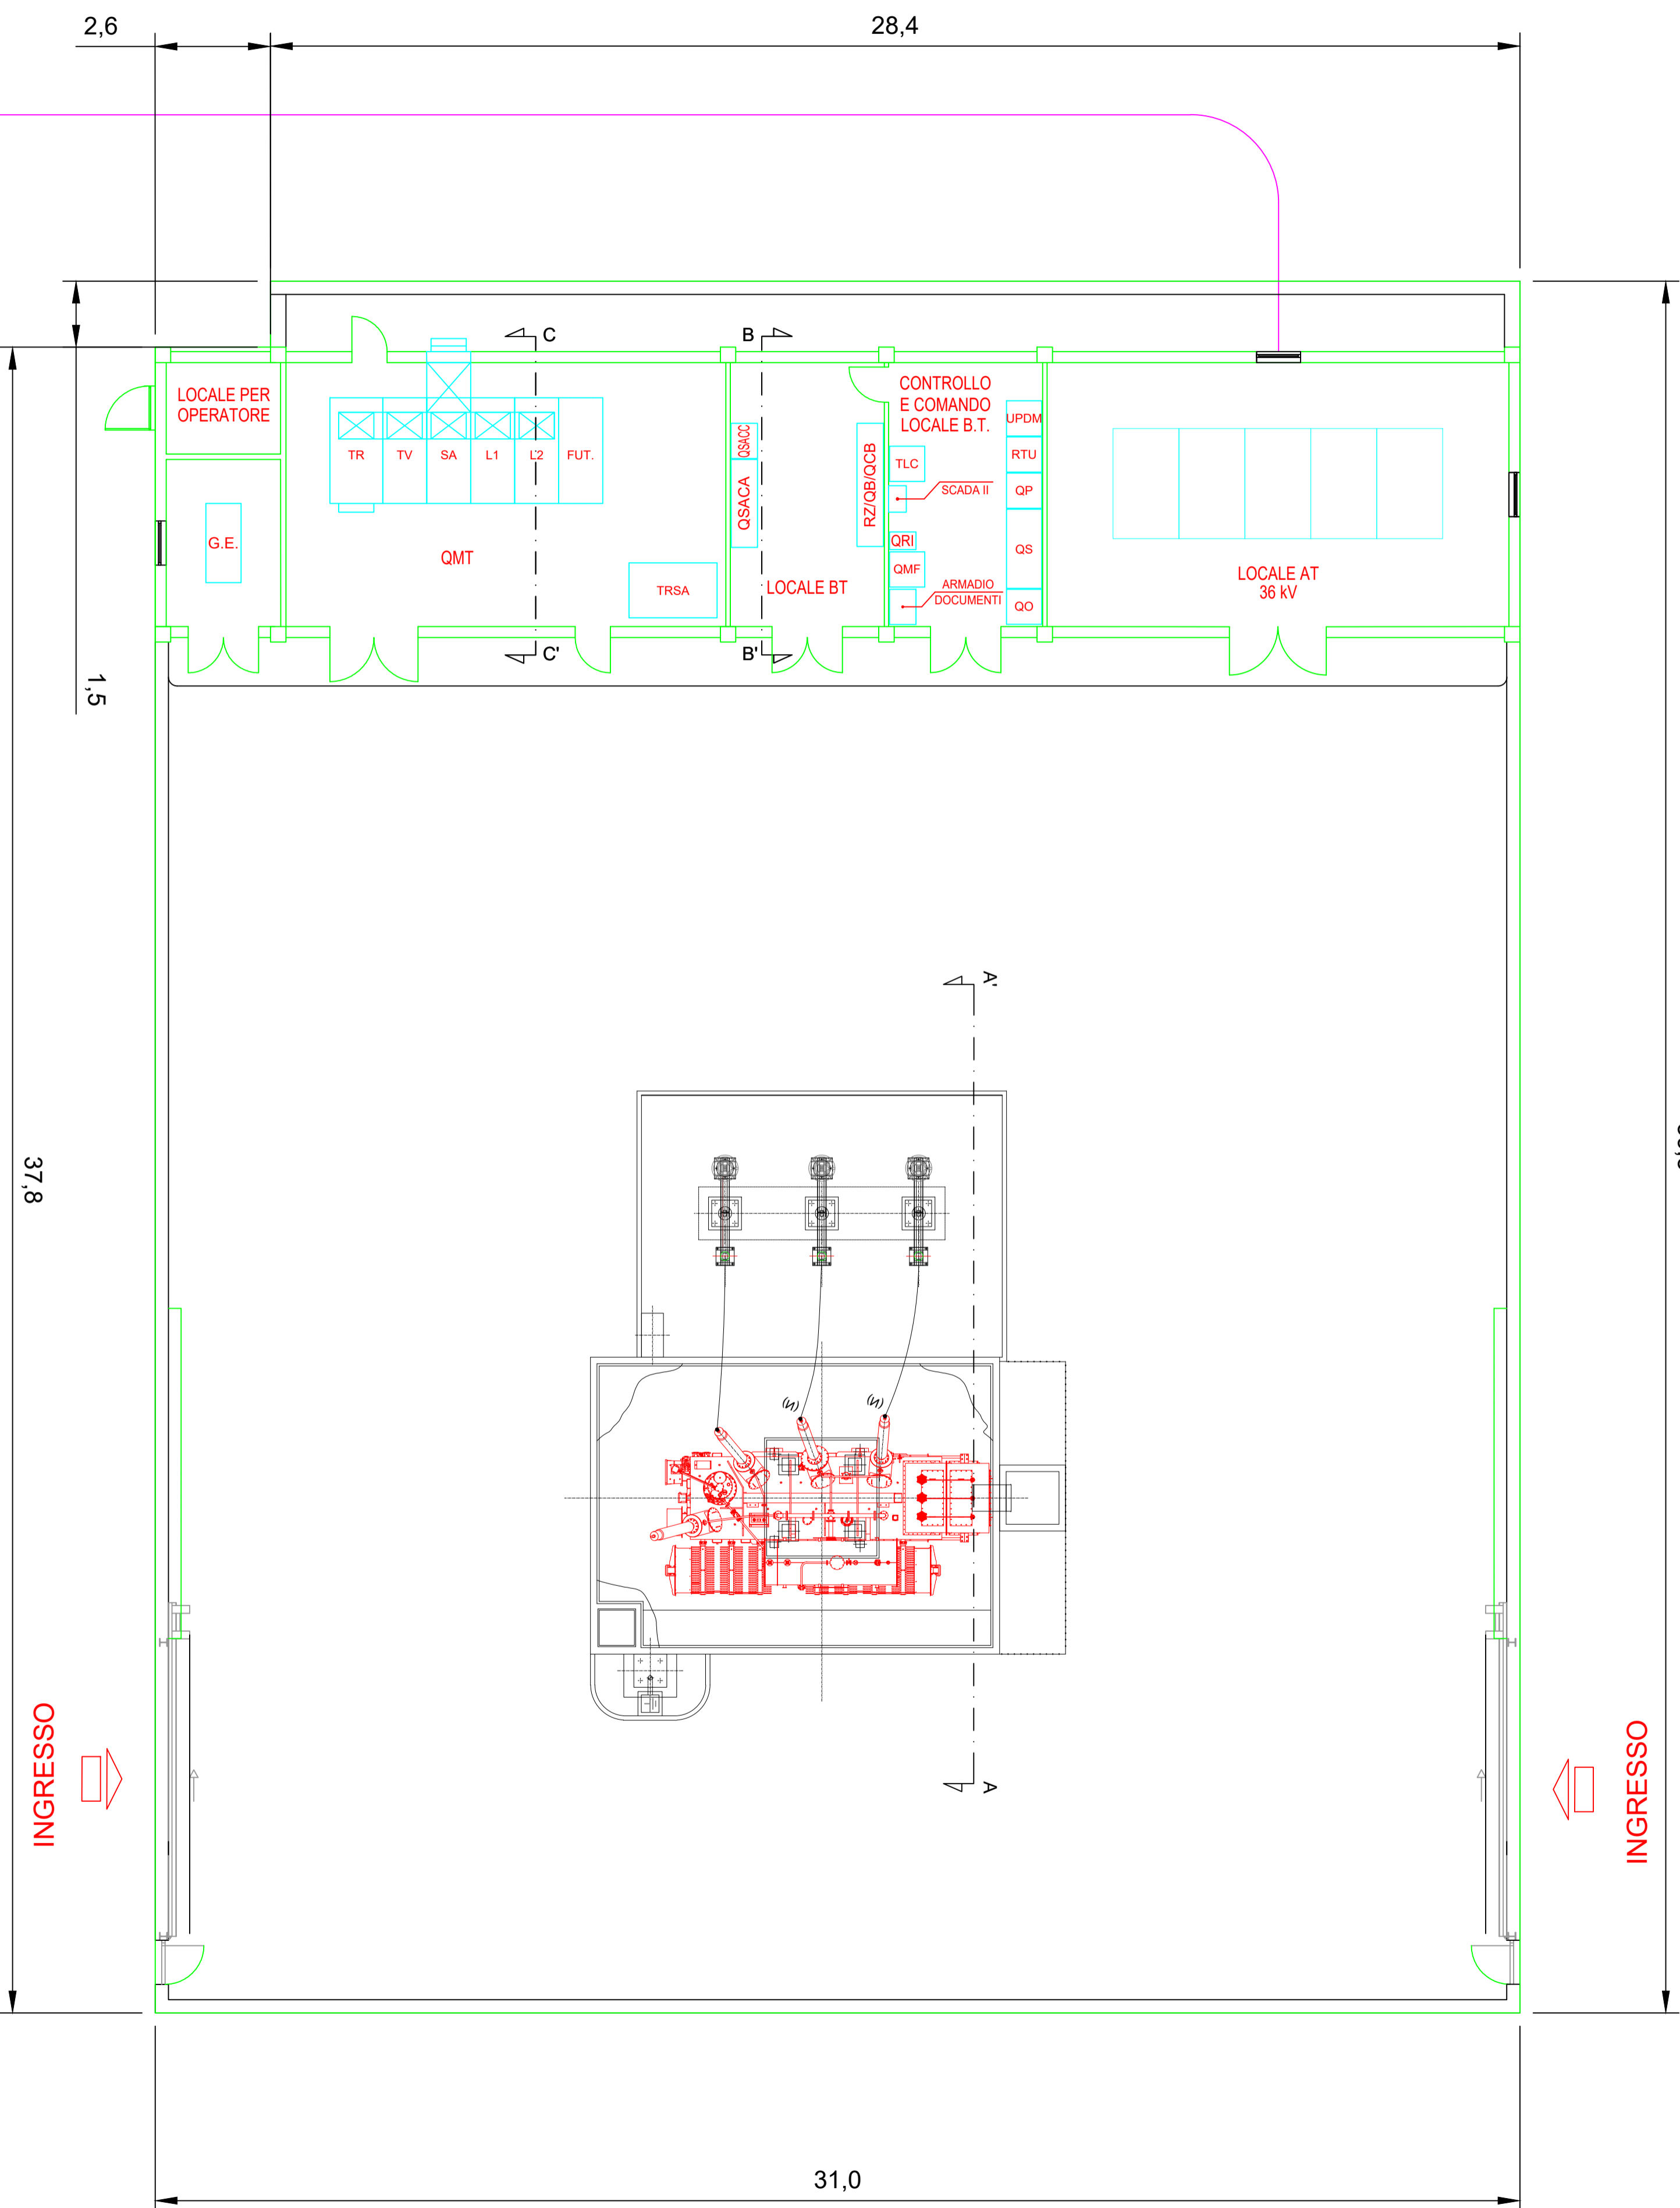 2,6
28,4
C
B
LOCALE PER
OPERATORE
CONTROLLO
E COMANDO
LOCALE B.T.
UPDM
RTU
QP
QS
QO
TLC
SCADA II
QRI
QMF
ARMADIO
DOCUMENTI
RZ/QB/QCB
QSACC
QSACA
LOCALE BT
TR
TV
SA
L1
L2
FUT.
G.E.
QMT
TRSA
LOCALE AT
36 kV
C'
B'
1,5
A'
37,8
A
INGRESSO
INGRESSO
31,0